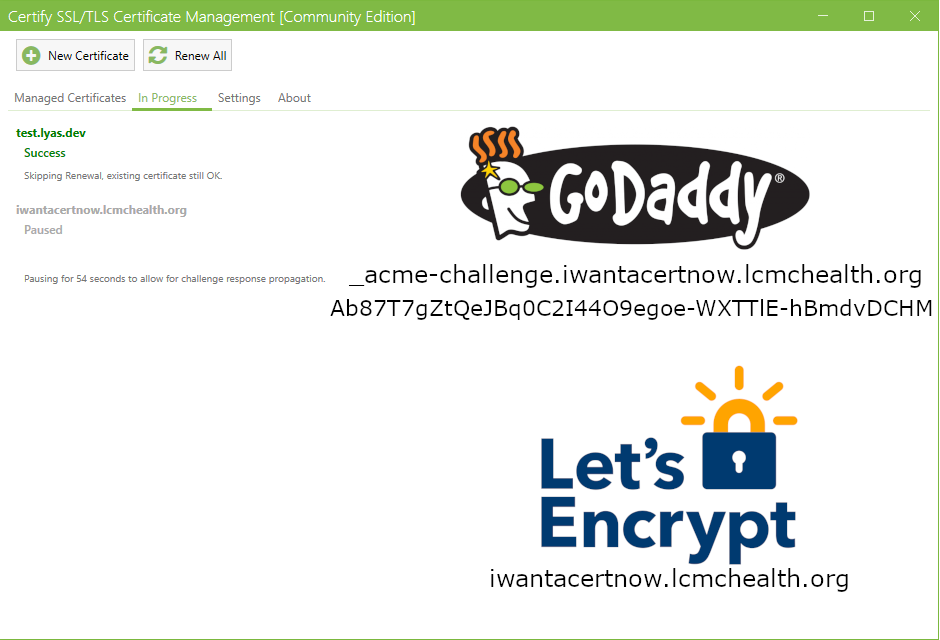 Certify SSL/TLS Certificate Management [Community Edition]
New Certificate
Renew All
Managed Certificates
In Progress
Settings
About
test.lyas.dev
Success
Skipping Renewal, existing certificate still OK.
iwantacertnow.lcmchealth.org
Paused
Pausing for 54 seconds to allow for challenge response propagation.
GoDaddy®
_acme-challenge.iwantacertnow.lcmchealth.org
Ab87T7gZtQeJBq0C2I44O9egoe-WXTTlE-hBmdvDCHM
Let's
Encrypt
iwantacertnow.lcmchealth.org